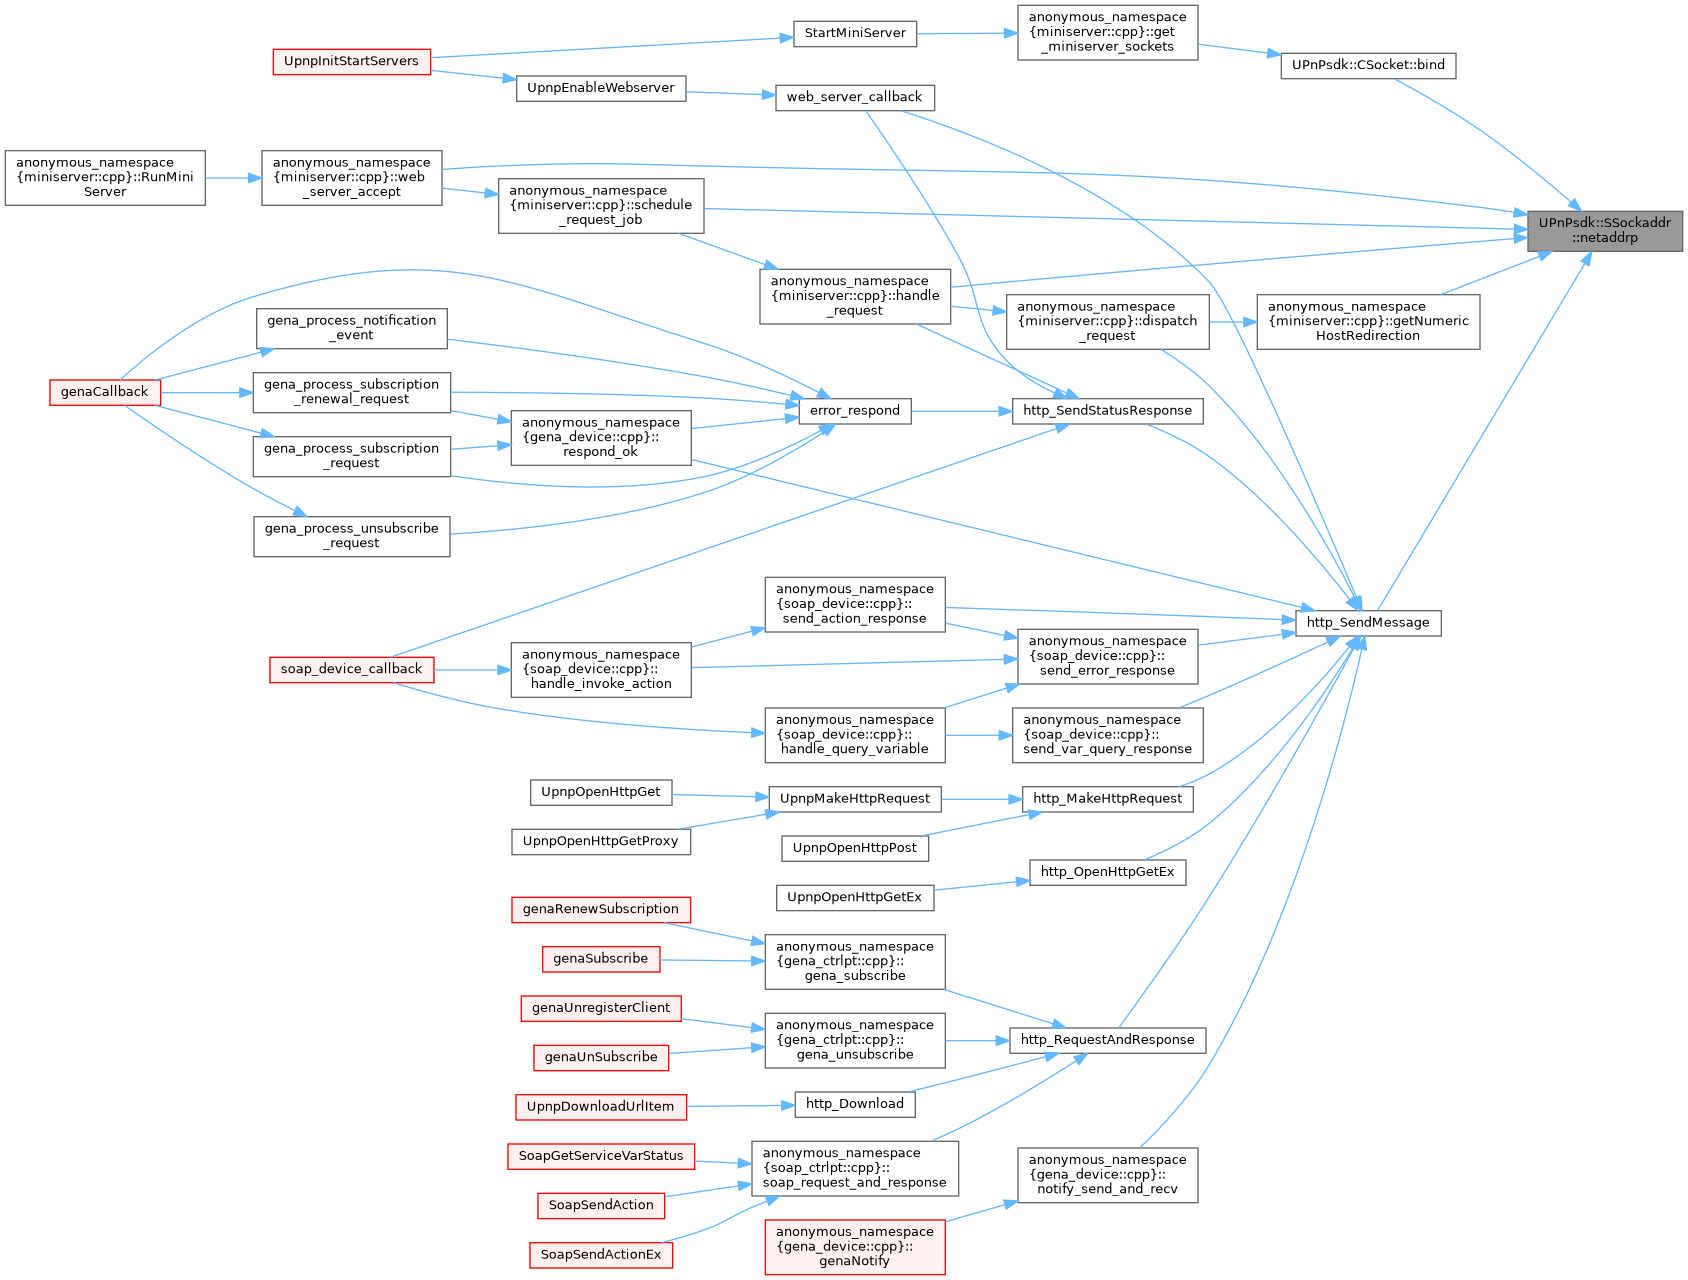 anonymous_namespace
{miniserver::cpp}::get
_miniserver_sockets
StartMiniServer
UpnpInitStartServers
UPnPsdk::CSocket::bind
UpnpEnableWebserver
web_server_callback
anonymous_namespace
{miniserver::cpp}::RunMini
Server
anonymous_namespace
{miniserver::cpp}::web
_server_accept
anonymous_namespace
{miniserver::cpp}::schedule
_request_job
UPnPsdk::SSockaddr
::netaddrp
anonymous_namespace
{miniserver::cpp}::handle
_request
anonymous_namespace
{miniserver::cpp}::dispatch
_request
anonymous_namespace
{miniserver::cpp}::getNumeric
HostRedirection
gena_process_notification
_event
genaCallback
gena_process_subscription
_renewal_request
error_respond
http_SendStatusResponse
anonymous_namespace
{gena_device::cpp}::
respond_ok
gena_process_subscription
_request
gena_process_unsubscribe
_request
anonymous_namespace
{soap_device::cpp}::
send_action_response
http_SendMessage
anonymous_namespace
{soap_device::cpp}::
send_error_response
soap_device_callback
anonymous_namespace
{soap_device::cpp}::
handle_invoke_action
anonymous_namespace
{soap_device::cpp}::
handle_query_variable
anonymous_namespace
{soap_device::cpp}::
send_var_query_response
UpnpOpenHttpGet
UpnpMakeHttpRequest
http_MakeHttpRequest
UpnpOpenHttpGetProxy
UpnpOpenHttpPost
http_OpenHttpGetEx
UpnpOpenHttpGetEx
genaRenewSubscription
genaSubscribe
anonymous_namespace
{gena_ctrlpt::cpp}::
gena_subscribe
genaUnregisterClient
anonymous_namespace
{gena_ctrlpt::cpp}::
gena_unsubscribe
http_RequestAndResponse
genaUnSubscribe
UpnpDownloadUrlItem
http_Download
SoapGetServiceVarStatus
anonymous_namespace
{soap_ctrlpt::cpp}::
soap_request_and_response
anonymous_namespace
{gena_device::cpp}::
notify_send_and_recv
SoapSendAction
SoapSendActionEx
anonymous_namespace
{gena_device::cpp}::
genaNotify